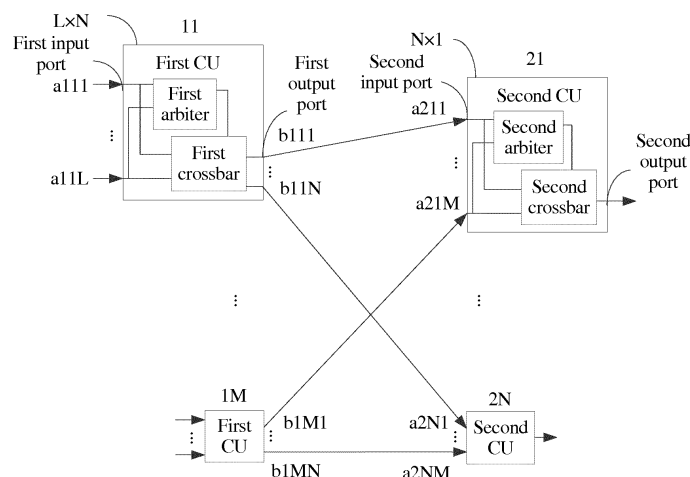 L×N
11
First input
port
First CU
a111
First
arbiter
First
crossbar
a11L
First
output
port
b111
b11N
N×1
21
Second
input port
a211
Second CU
Second
arbiter
Second
crossbar
a21M
Second
output
port
1M
First
CU
b1M1
b1MN
2N
a2N1
Second
CU
a2NM